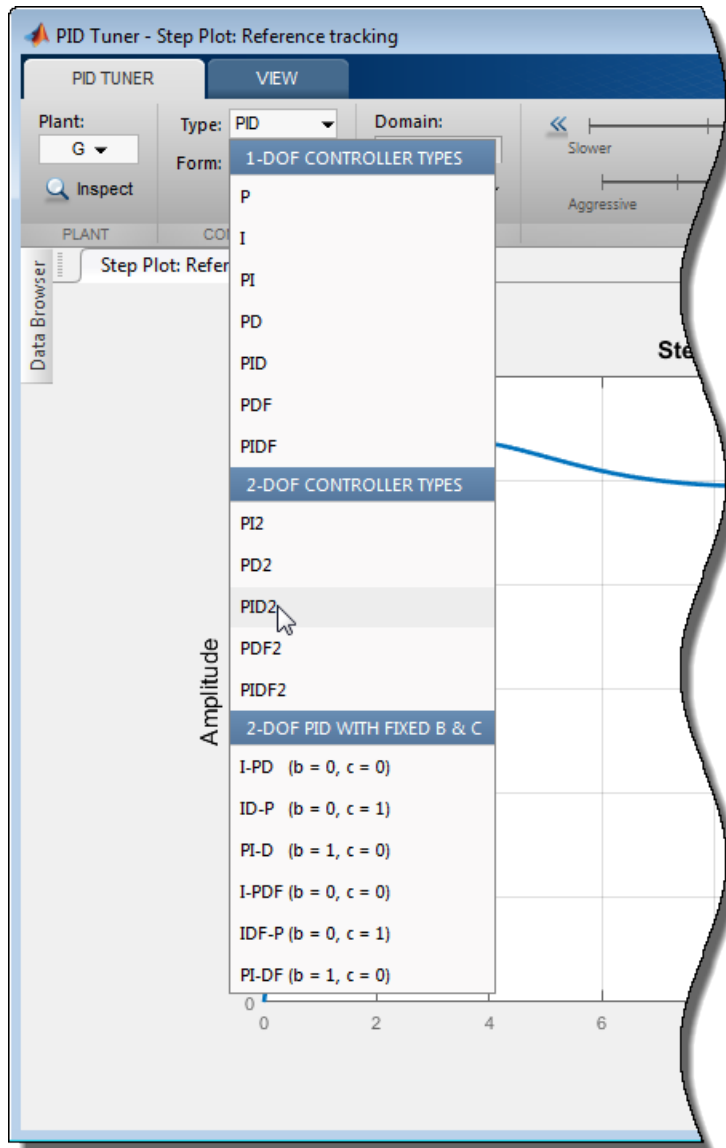 PID Tuner - Step Plot: Reference tracking
PID TUNER
VIEW
Plant:
Type: PID
Domain:
G
Form:
Slower
Inspect
Aggressive
PLANT
Data Browser
Step Plot: Refer
1-DOF CONTROLLER TYPES
P
I
PI
PD
PID
PDF
PIDF
2-DOF CONTROLLER TYPES
PI2
PD2
PID2
PDF2
PIDF2
2-DOF PID WITH FIXED B & C
I-PD (b = 0, c = 0)
ID-P (b = 0, c = 1)
PI-D (b = 1, c = 0)
I-PDF (b = 0, c = 0)
IDF-P (b = 0, c = 1)
PI-DF (b = 1, c = 0)
Ste
Amplitude
0
0 2 4 6